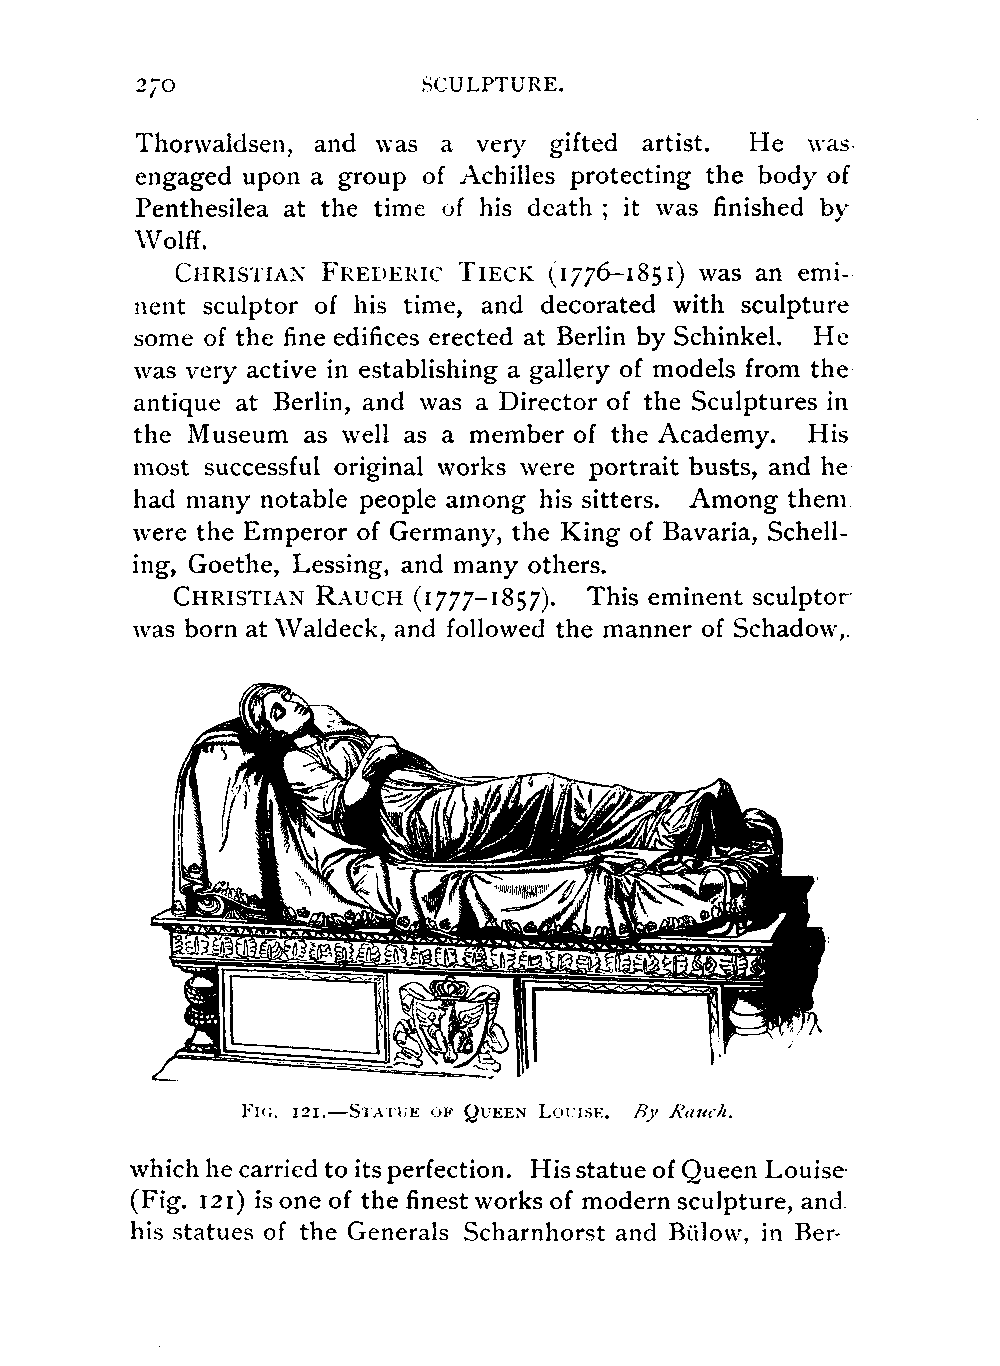 270 SCULPTURE.
Thorwaldsen, and was a very gifted artist. He was
engaged upon a group of Achilles protecting the body of
Penthesilea at the time of his death ; it was finished by
Wolff.
CHRISTIAN FREDERIC TIECK (1776–1851) was an emi-
nent sculptor of his time, and decorated with sculpture
some of the fine edifices erected at Berlin by Schinkel. He
was very active in establishing a gallery of models from the
antique at Berlin, and was a Director of the Sculptures in
the Museum as well as a member of the Academy. His
most successful original works were portrait busts, and he
had many notable people among his sitters. Among them
were the Emperor of Germany, the King of Bavaria, Schell-
ing, Goethe, Lessing, and many others.
CHRISTIAN RAUCH (1777–1857). This eminent sculptor
was born at Waldeck, and followed the manner of Schadow,
FIG. 121.—STATUE OF QUEEN LOUISE. By Rauch.
which he carried to its perfection. His statue of Queen Louise
(Fig. 121) is one of the finest works of modern sculpture, and
his statues of the Generals Scharnhorst and Bülow, in Ber-